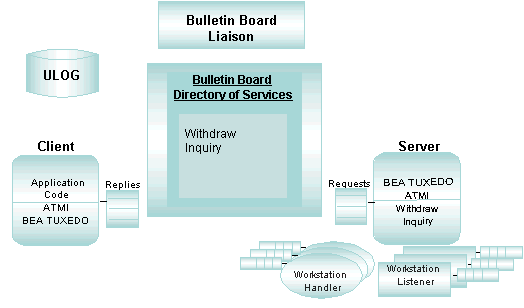 Bulletin Board
Liaison
ULOG
Bulletin Board
Directory of Services
Withdraw
Inquiry
Client
Application
Code
ATMI
BEA TUXEDO
Replies
Server
Requests
BEA TUXEDO
ATMI
Withdraw
Inquiry
Workstation
Handler
Workstation
Listener